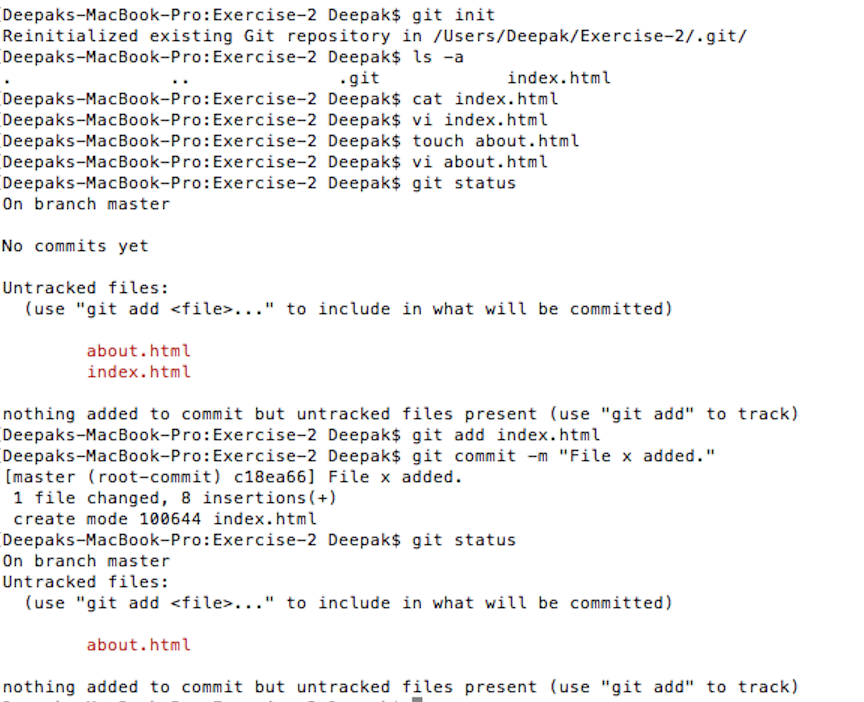 [Deepaks-MacBook-Pro:Exercise-2 Deepak$ git init
Reinitialized existing Git repository in /Users/Deepak/Exercise-2/.git/
[Deepaks-MacBook-Pro:Exercise-2 Deepak$ ls -a
. .. .git index.html
[Deepaks-MacBook-Pro:Exercise-2 Deepak$ cat index.html
[Deepaks-MacBook-Pro:Exercise-2 Deepak$ vi index.html
[Deepaks-MacBook-Pro:Exercise-2 Deepak$ touch about.html
[Deepaks-MacBook-Pro:Exercise-2 Deepak$ vi about.html
[Deepaks-MacBook-Pro:Exercise-2 Deepak$ git status
On branch master
No commits yet
Untracked files:
(use "git add <file>..." to include in what will be committed)
about.html
index.html
nothing added to commit but untracked files present (use "git add" to track)
[Deepaks-MacBook-Pro:Exercise-2 Deepak$ git add index.html
[Deepaks-MacBook-Pro:Exercise-2 Deepak$ git commit -m "File x added."
[master (root-commit) c18ea66] File x added.
1 file changed, 8 insertions(+)
create mode 100644 index.html
[Deepaks-MacBook-Pro:Exercise-2 Deepak$ git status
On branch master
Untracked files:
(use "git add <file>..." to include in what will be committed)
about.html
nothing added to commit but untracked files present (use "git add" to track)